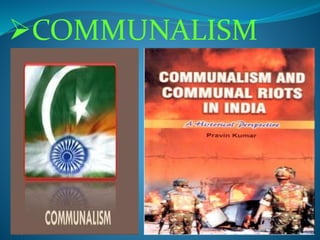 ➢COMMUNALISM
COMMUNALISM
COMMUNALISM AND
COMMUNAL RIOTS
IN INDIA
A Historical Perspective
Pravin Kumar